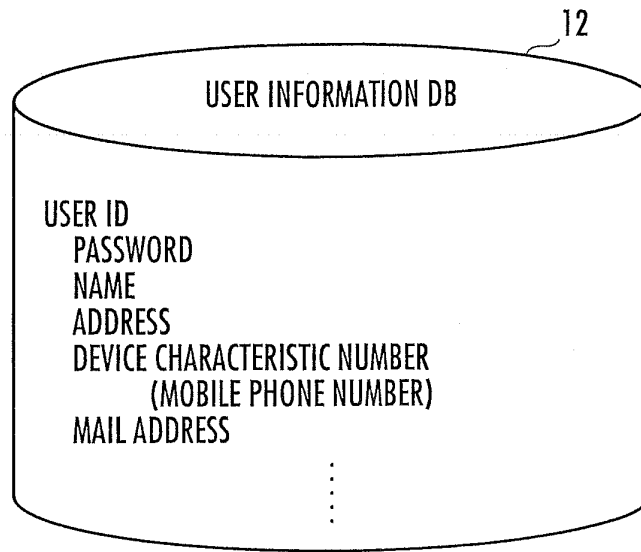 12
USER INFORMATION DB
USER ID
PASSWORD
NAME
ADDRESS
DEVICE CHARACTERISTIC NUMBER
(MOBILE PHONE NUMBER)
MAIL ADDRESS